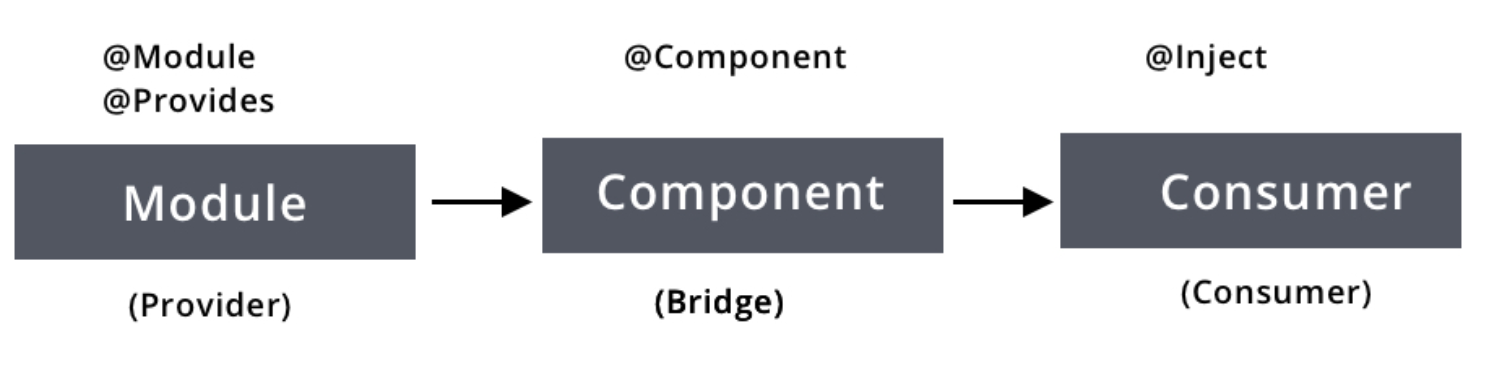 @Module
@Provides
Module
(Provider)
@Component
Component
(Bridge)
@Inject
Consumer
(Consumer)